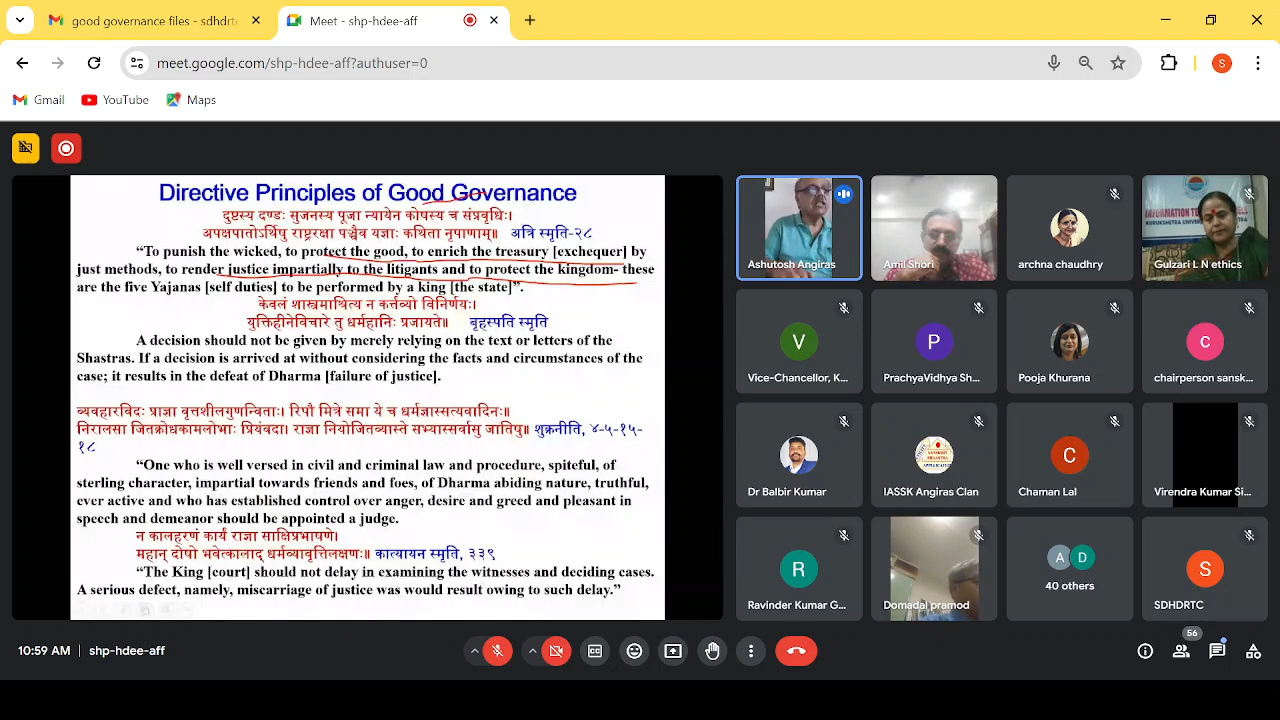 good governance files - sdhdrt
Meet - shp-hdee-aff
meet.google.com/shp-hdee-aff?authuser=0
S
Gmail
YouTube
Maps
Directive Principles of Good Governance
दुष्टस्य दण्डः सुजनस्य पूजा न्यायेन कोषस्य च संप्रवृधिः।
अपक्षपातोऽर्थिषु राष्ट्ररक्षा पञ्चैव यज्ञाः कथिता नृपाणाम्॥ अत्रि स्मृति-२८
“To punish the wicked, to protect the good, to enrich the treasury [exchequer] by
just methods, to render justice impartially to the litigants and to protect the kingdom- these
are the five Yajanas [self duties] to be performed by a king [the state]”.
केवलं शास्त्रमाश्रित्य न कर्त्तव्यो विनिर्णयः।
युक्तिहीनेविचारे तु धर्महानिः प्रजायते॥ बृहस्पति स्मृति
A decision should not be given by merely relying on the text or letters of the
Shastras. If a decision is arrived at without considering the facts and circumstances of the
case; it results in the defeat of Dharma [failure of justice].
व्यवहारविदः प्राज्ञा वृत्तशीलगुणन्विताः। रिपौ मित्रे समा ये च धर्मज्ञास्सत्यवादिनः॥
निरालसा जितक्रोधकामलोभाः प्रियंवदा। राज्ञा नियोजितव्यास्ते सभ्यास्सर्वासु जातिषु॥ शुक्रनीति, ४-५-१५-
१८
“One who is well versed in civil and criminal law and procedure, spiteful, of
sterling character, impartial towards friends and foes, of Dharma abiding nature, truthful,
ever active and who has established control over anger, desire and greed and pleasant in
speech and demeanor should be appointed a judge.
न कालहरणं कार्यं राज्ञा साक्षिप्रभाषणे।
महान् दोषो भवेत्कालाद् धर्मव्यावृत्तिलक्षणः॥ कात्यायन स्मृति, ३३९
“The King [court] should not delay in examining the witnesses and deciding cases.
A serious defect, namely, miscarriage of justice was would result owing to such delay.”
Ashutosh Angiras
Amil Shori
archna chaudhry
Gulzari L N ethics
V
Vice-Chancellor, K...
P
PrachyaVidhya Sh...
Pooja Khurana
c
chairperson sansk...
Dr Balbir Kumar
IASSK Angiras Clan
C
Chaman Lal
Virendra Kumar Si...
R
Ravinder Kumar G...
Domadal pramod
A D
40 others
S
SDHDRTC
10:59 AM | shp-hdee-aff
56